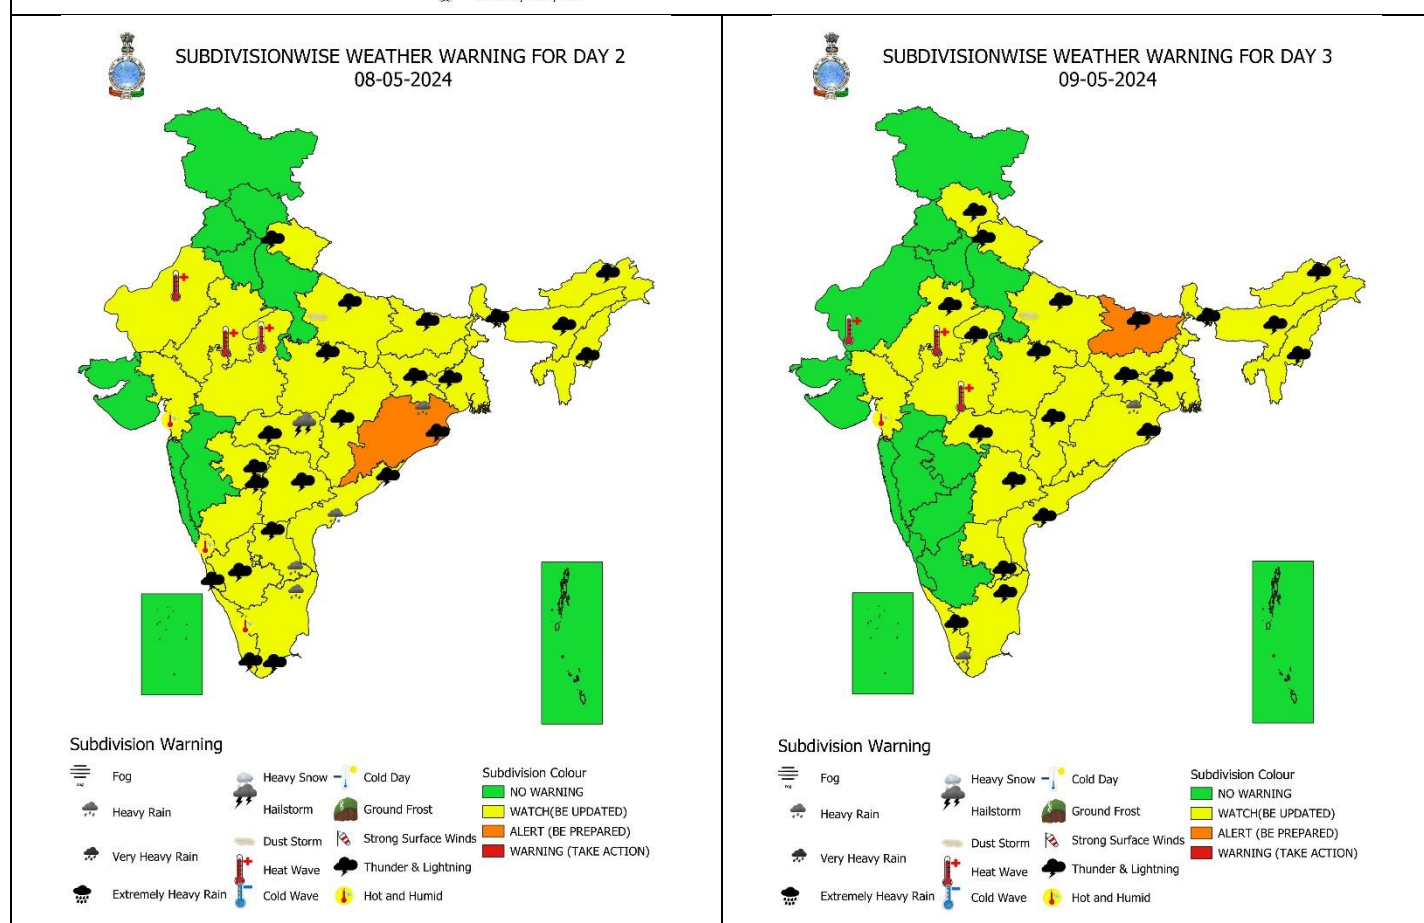 SUBDIVISIONWISE WEATHER WARNING FOR DAY 2
08-05-2024
Subdivision Warning
Fog
Heavy Rain
Very Heavy Rain
Extremely Heavy Rain
Heavy Snow
Hailstorm
Dust Storm
Heat Wave
Cold Wave
Cold Day
Ground Frost
Strong Surface Winds
Thunder & Lightning
Hot and Humid
Subdivision Colour
NO WARNING
WATCH(BE UPDATED)
ALERT (BE PREPARED)
WARNING (TAKE ACTION)
SUBDIVISIONWISE WEATHER WARNING FOR DAY 3
09-05-2024
Subdivision Warning
Fog
Heavy Rain
Very Heavy Rain
Extremely Heavy Rain
Heavy Snow
Hailstorm
Dust Storm
Heat Wave
Cold Wave
Cold Day
Ground Frost
Strong Surface Winds
Thunder & Lightning
Hot and Humid
Subdivision Colour
NO WARNING
WATCH(BE UPDATED)
ALERT (BE PREPARED)
WARNING (TAKE ACTION)